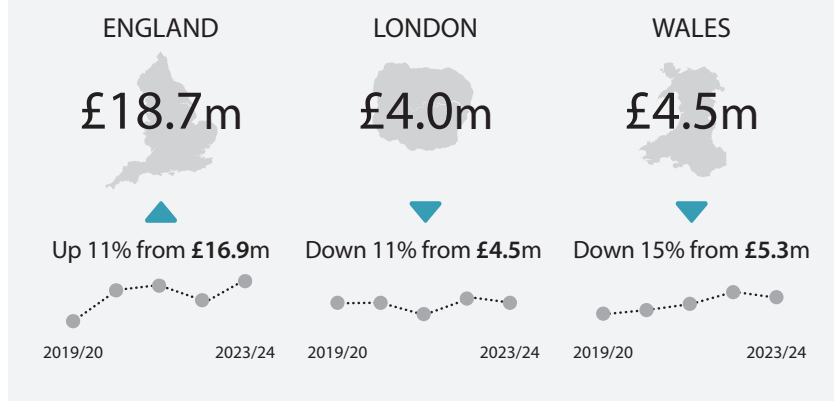 ENGLAND
£18.7m
Up 11% from £16.9m
2019/20 2023/24
LONDON
£4.0m
Down 11% from £4.5m
2019/20 2023/24
WALES
£4.5m
Down 15% from £5.3m
2019/20 2023/24